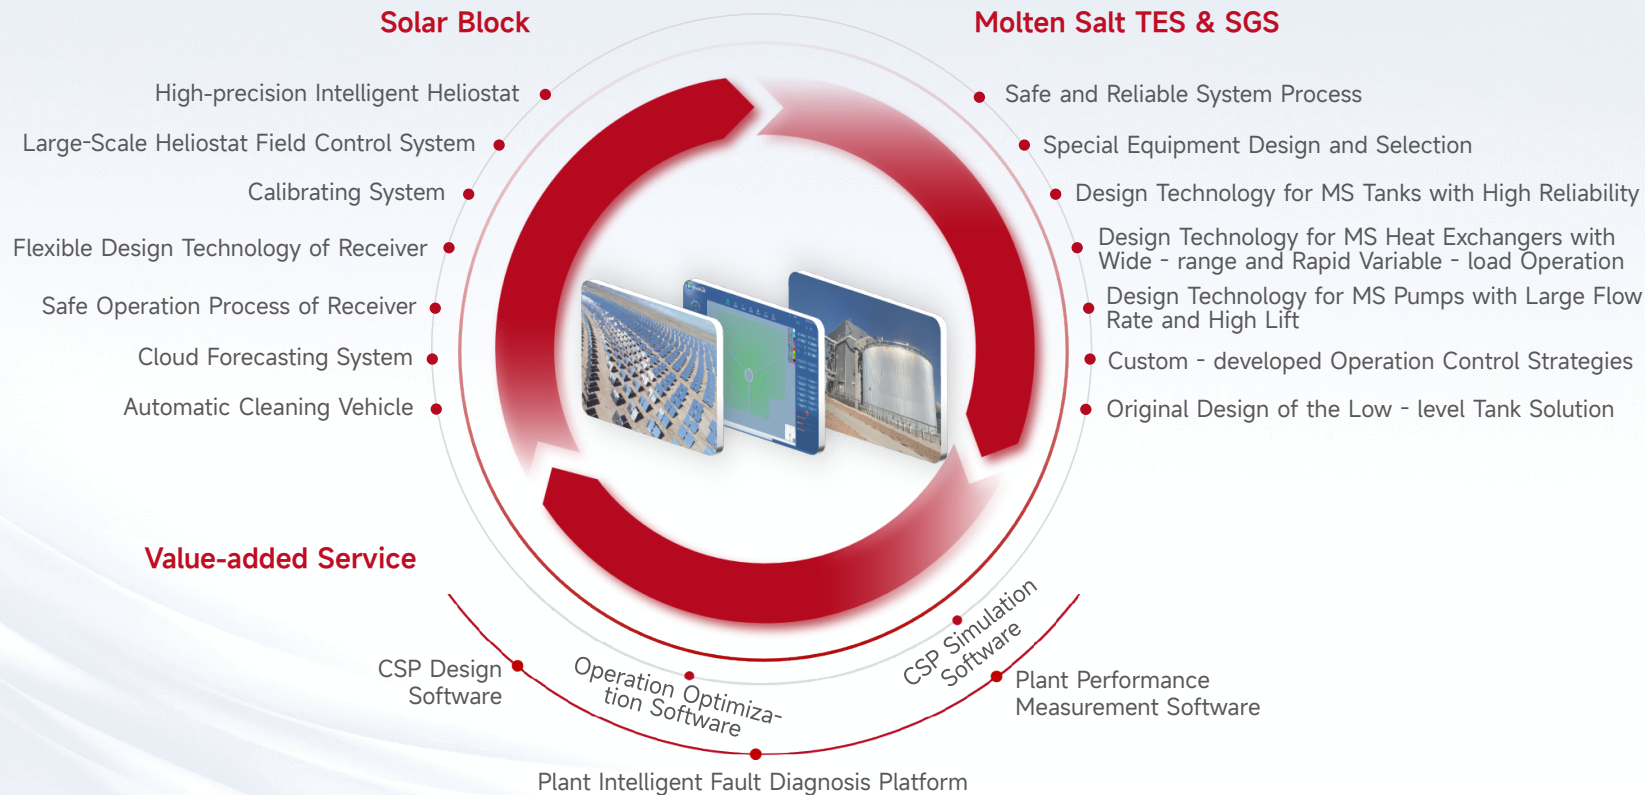 Solar Block
High-precision Intelligent Heliostat
Large-Scale Heliostat Field Control System
Calibrating System
Flexible Design Technology of Receiver
Safe Operation Process of Receiver
Cloud Forecasting System
Automatic Cleaning Vehicle
Molten Salt TES & SGS
Safe and Reliable System Process
Special Equipment Design and Selection
Design Technology for MS Tanks with High Reliability
Design Technology for MS Heat Exchangers with
Wide - range and Rapid Variable - load Operation
Design Technology for MS Pumps with Large Flow
Rate and High Lift
Custom - developed Operation Control Strategies
Original Design of the Low - level Tank Solution
Value-added Service
CSP Design
Software
Operation Optimiza-
tion Software
CSP Simulation
Software
Plant Performance
Measurement Software
Plant Intelligent Fault Diagnosis Platform